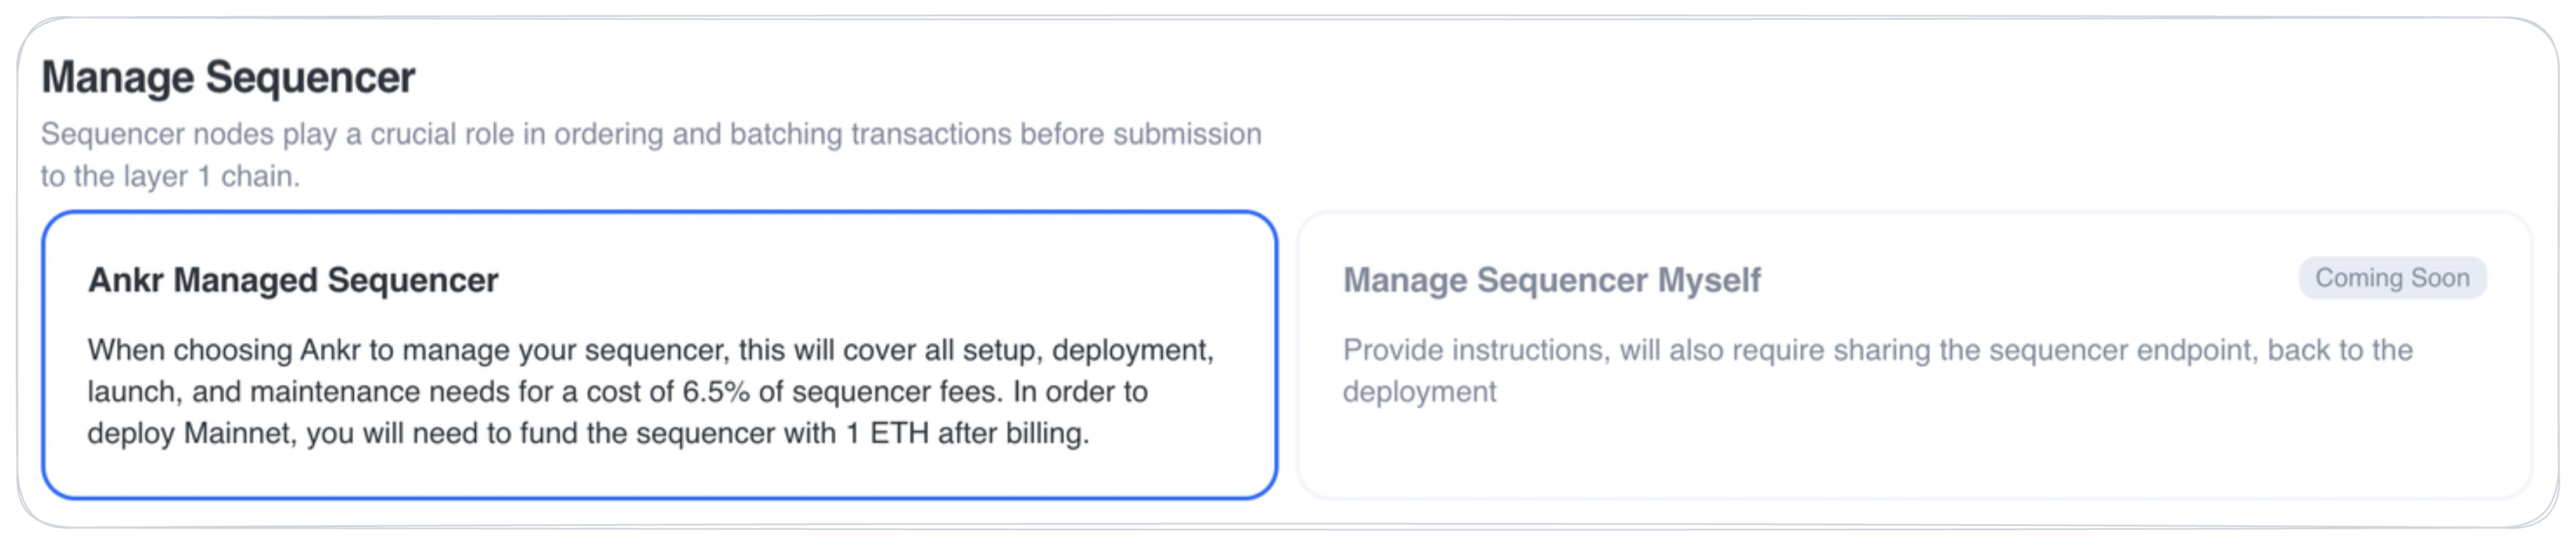 Manage Sequencer
Sequencer nodes play a crucial role in ordering and batching transactions before submission
to the layer 1 chain.
Ankr Managed Sequencer
When choosing Ankr to manage your sequencer, this will cover all setup, deployment,
launch, and maintenance needs for a cost of 6.5% of sequencer fees. In order to
deploy Mainnet, you will need to fund the sequencer with 1 ETH after billing.
Manage Sequencer Myself
Coming Soon
Provide instructions, will also require sharing the sequencer endpoint, back to the
deployment